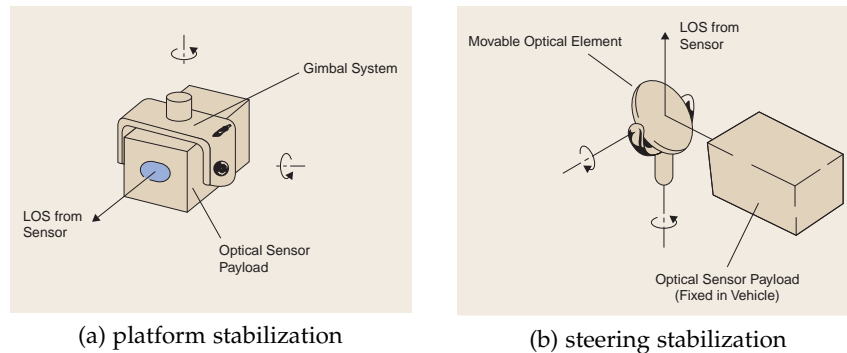 Gimbal System
LOS from
Sensor
Optical Sensor
Payload
(a) platform stabilization
Movable Optical Element
LOS from
Sensor
Optical Sensor Payload
(Fixed in Vehicle)
(b) steering stabilization